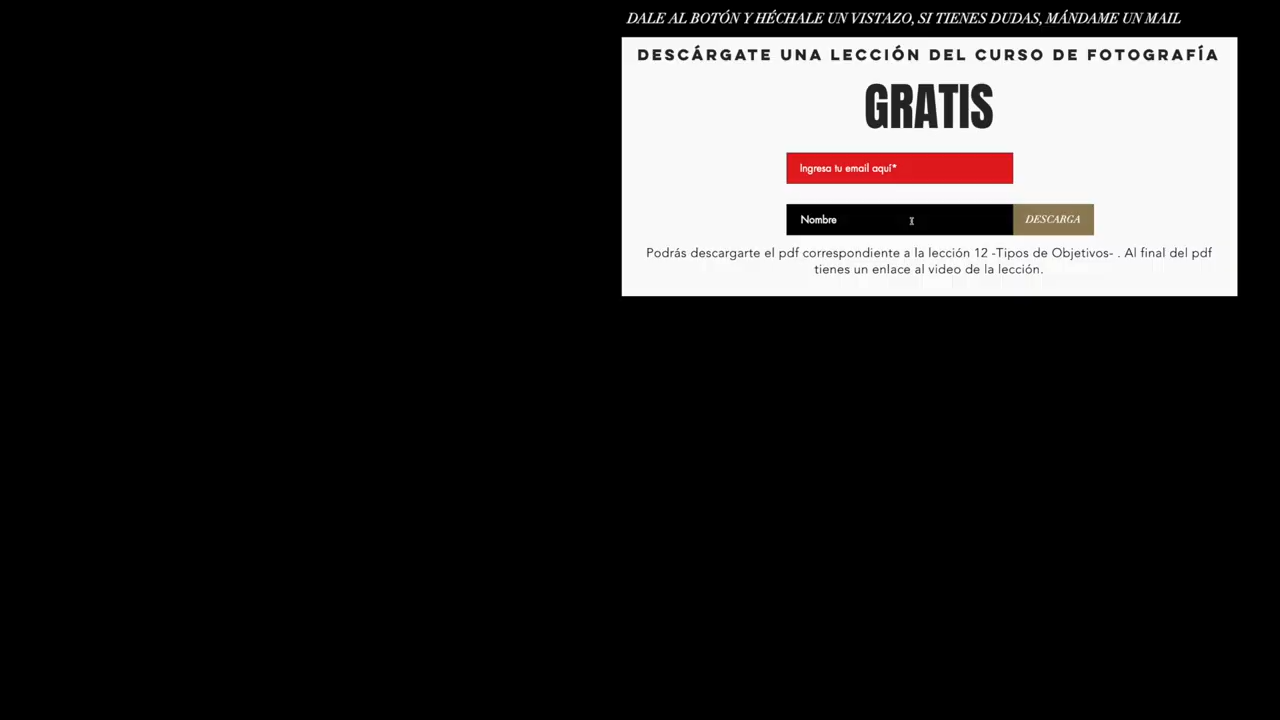 DALE AL BOTÓN Y HÉCHALE UN VISTAZO, SI TIENES DUDAS, MÁNDAME UN MAIL
DESCÁRGATE UNA LECCIÓN DEL CURSO DE FOTOGRAFÍA
GRATIS
Ingresa tu email aquí*
Nombre
DESCARGA
Podrás descargarte el pdf correspondiente a la lección 12 -Tipos de Objetivos- . Al final del pdf
tienes un enlace al video de la lección.